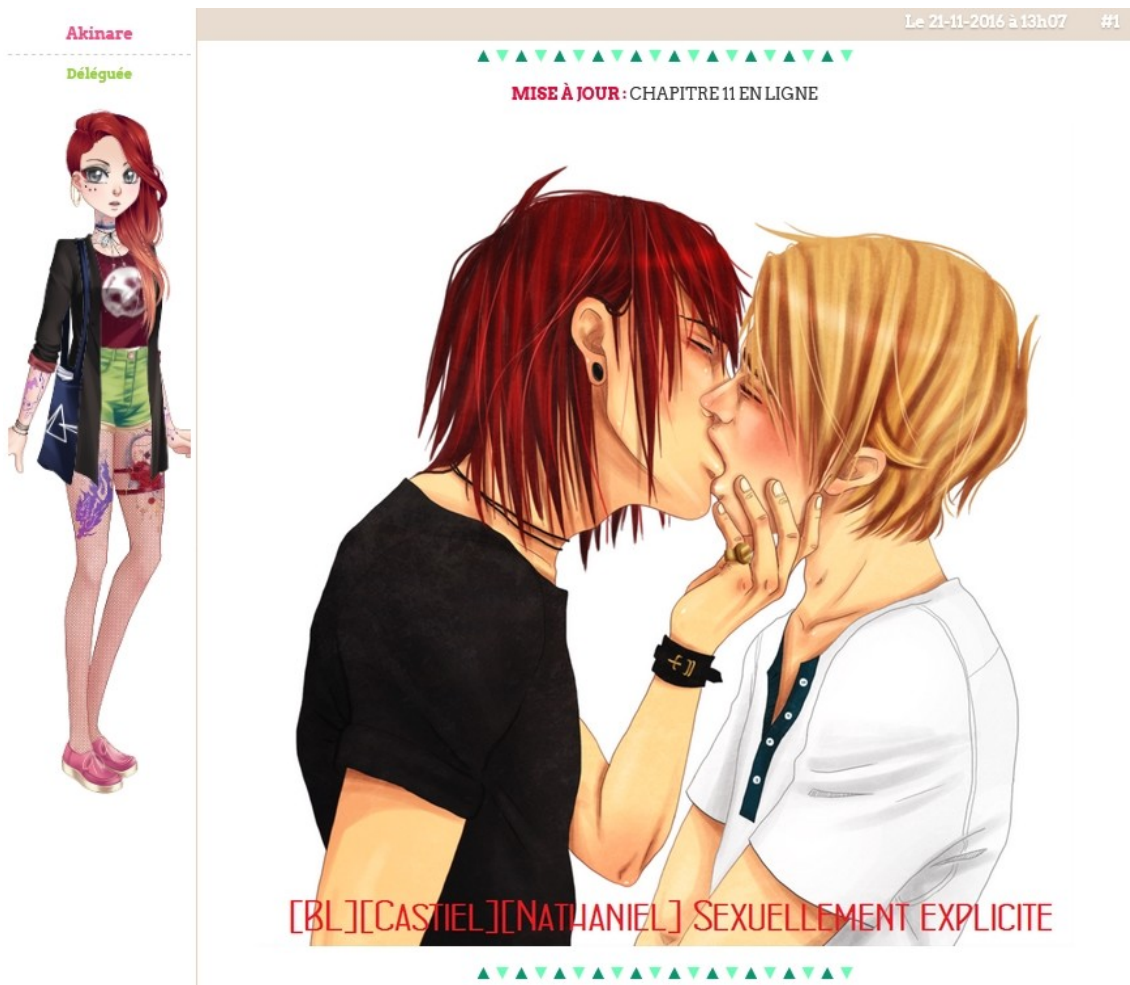 Akinare
Déléguée
Le 21-11-2016 à 13h07 #1
MISE À JOUR : CHAPITRE 11 EN LIGNE
[BL][CASTIEL][NATHANIEL] SEXUELLEMENT EXPLICITE